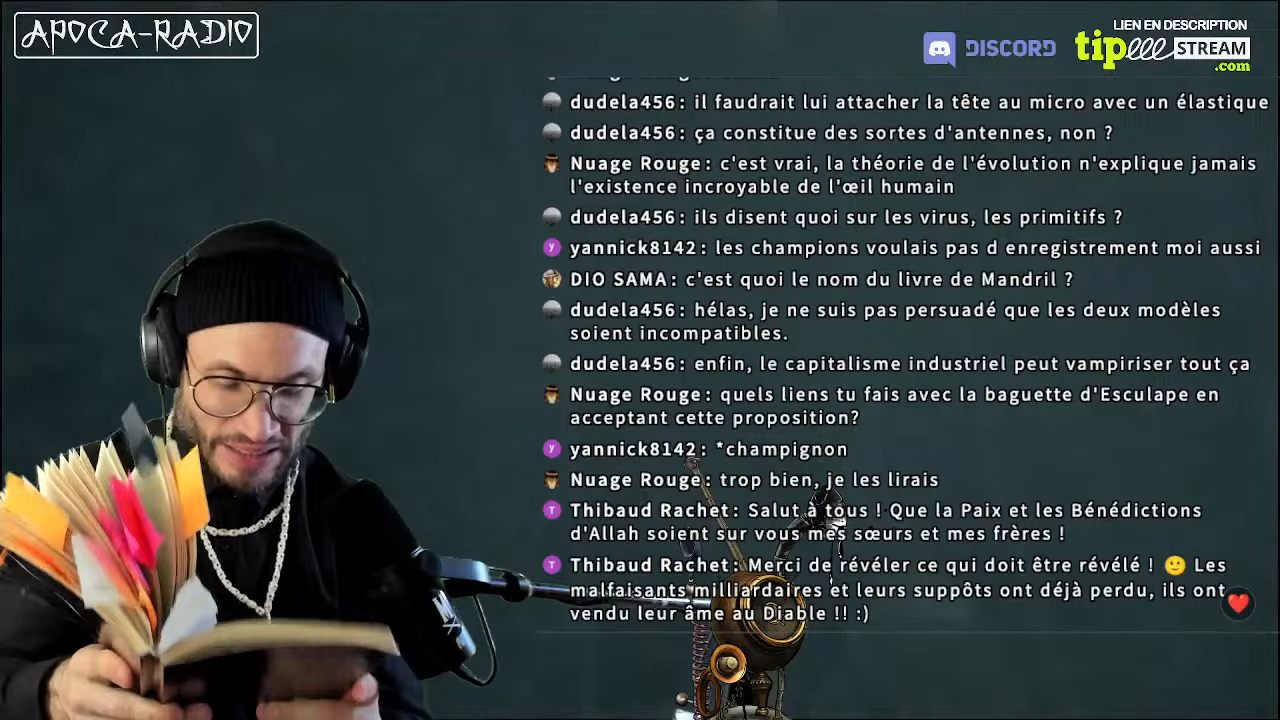 APOCA-RADIO
LIEN EN DESCRIPTION
DISCORD
tipeee STREAM
.com
dudela456: il faudrait lui attacher la tête au micro avec un élastique
dudela456: ça constitue des sortes d'antennes, non ?
Nuage Rouge: c'est vrai, la théorie de l'évolution n'explique jamais
l'existence incroyable de l'œil humain
dudela456: ils disent quoi sur les virus, les primitifs ?
y yannick8142: les champions voulais pas d enregistrement moi aussi
DIO SAMA: c'est quoi le nom du livre de Mandril ?
dudela456: hélas, je ne suis pas persuadé que les deux modèles
soient incompatibles.
dudela456: enfin, le capitalisme industriel peut vampiriser tout ça
Nuage Rouge: quels liens tu fais avec la baguette d'Esculape en
acceptant cette proposition?
y yannick8142: *champignon
Nuage Rouge: trop bien, je les lirais
T Thibaud Rachet: Salut à tous ! Que la Paix et les Bénédictions
d'Allah soient sur vous mes sœurs et mes frères !
T Thibaud Rachet: Merci de révéler ce qui doit être révélé ! 🙂 Les
malfaisants milliardaires et leurs suppôts ont déjà perdu, ils ont
vendu leur âme au Diable !! :)